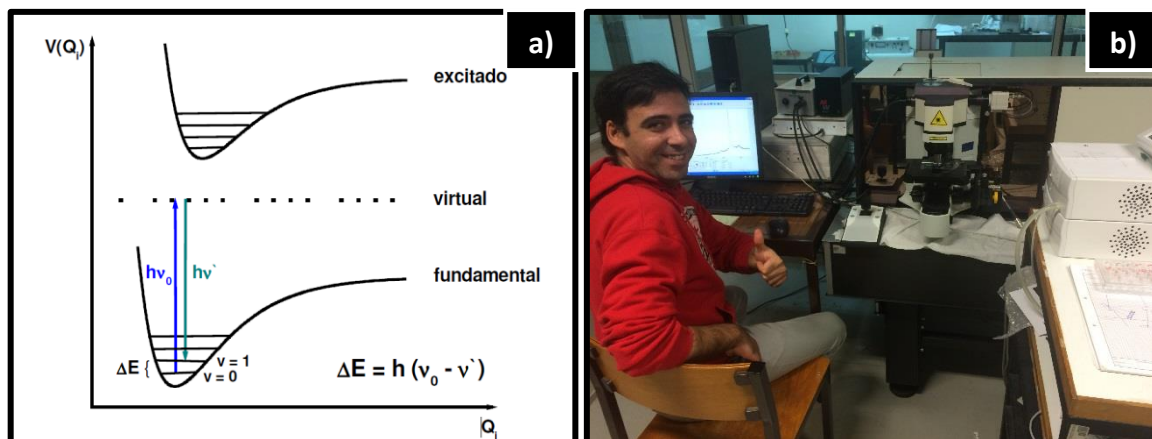 a)
V(Qi)
excitado
virtual
hν₀ hν`
fundamental
ΔE {
v = 1
v = 0
ΔE = h (ν₀ - ν`)
Qi
b)